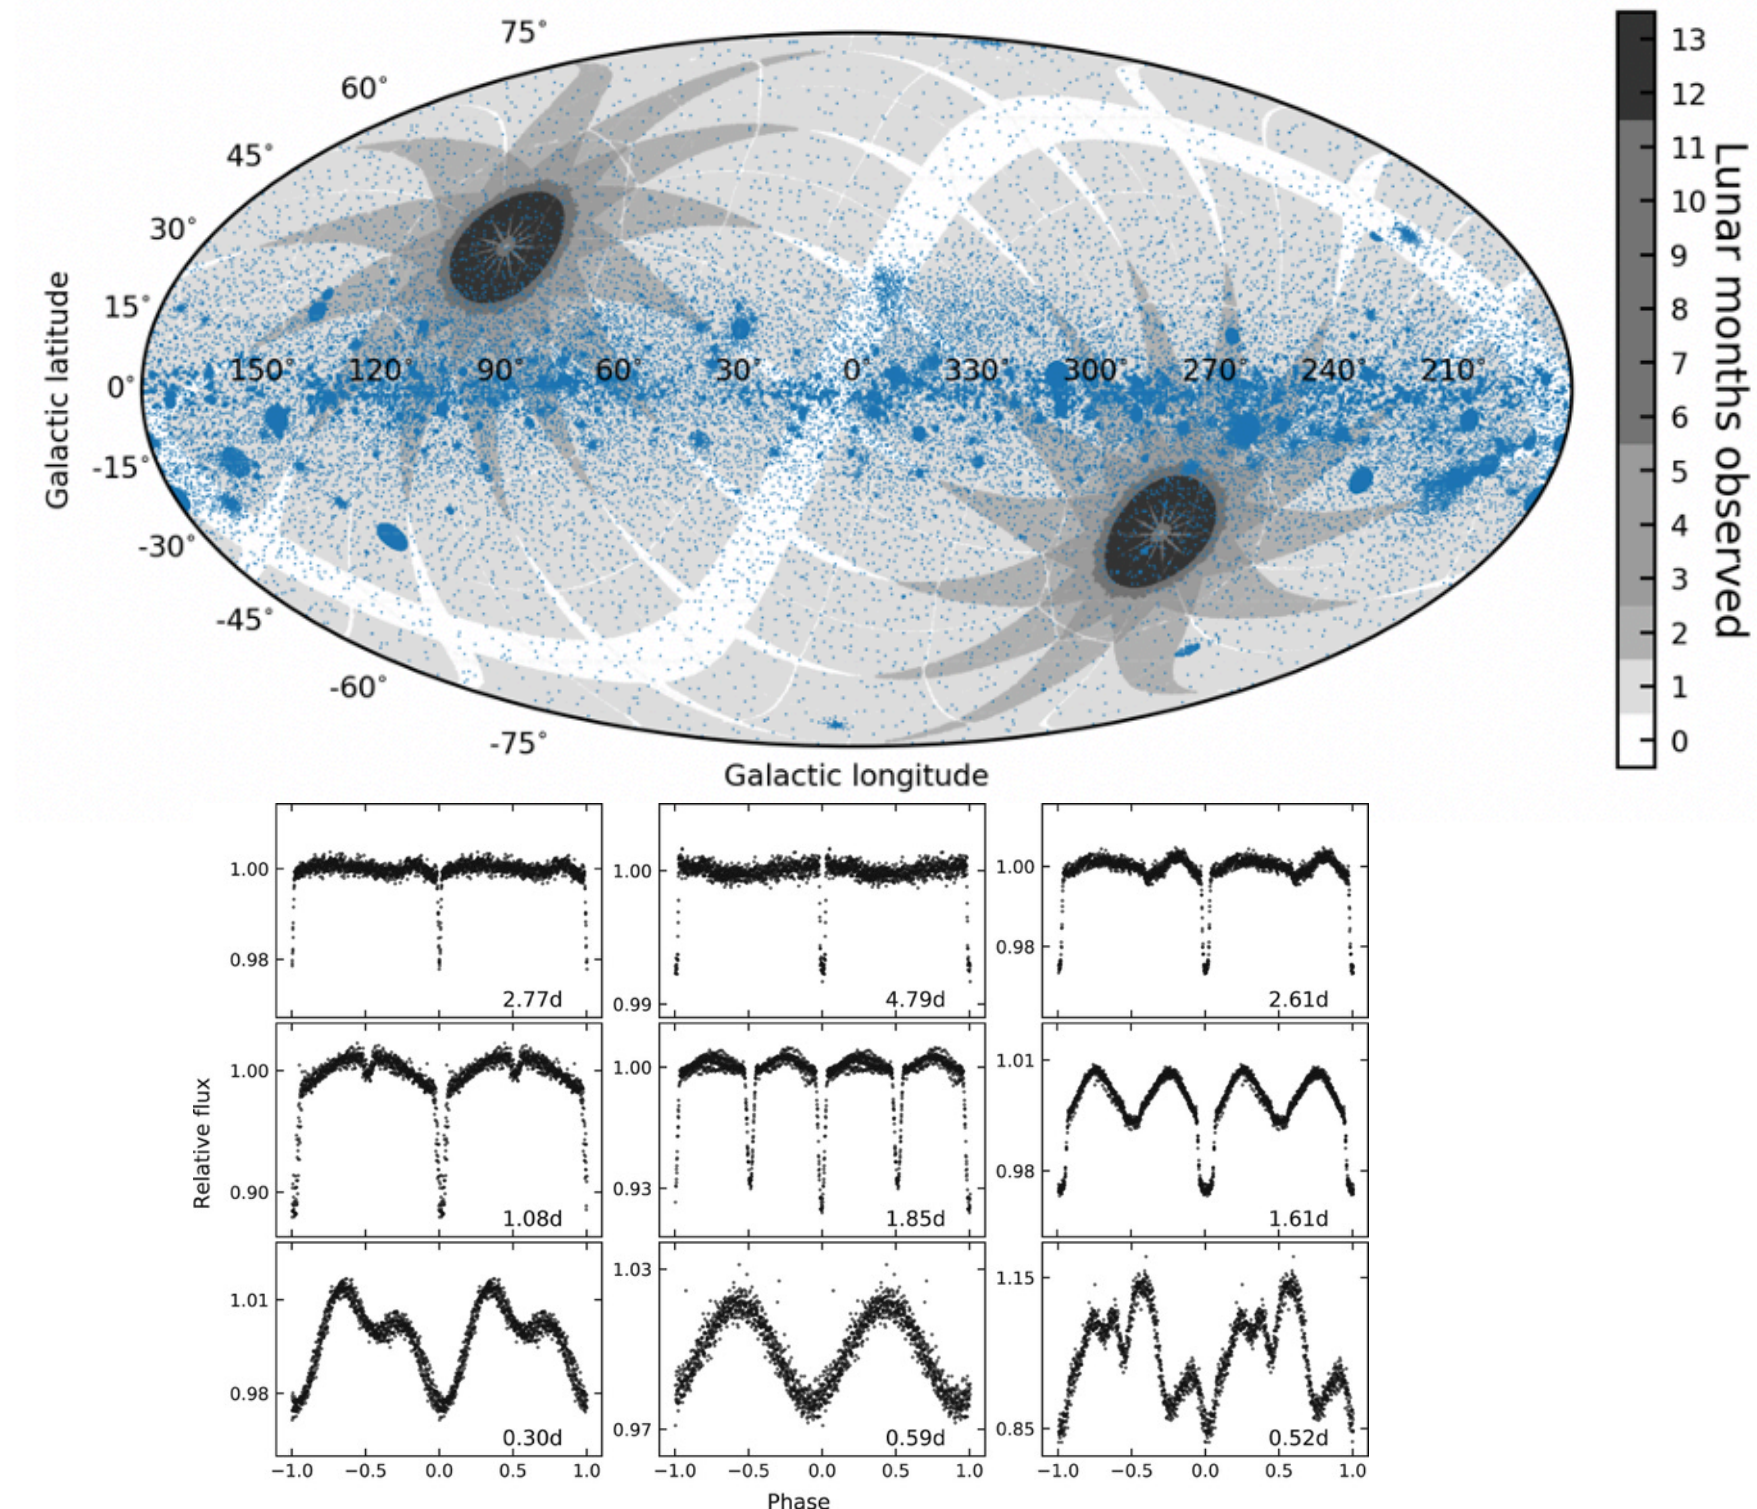 75°
60°
45°
30°
15°
0°
-15°
-30°
-45°
-60°
-75°
Galactic latitude
150° 120° 90° 60° 30° 0° 330° 300° 270° 240° 210°
Galactic longitude
13
12
11
10
9
8
7
6
5
4
3
2
1
0
Lunar months observed
Relative flux
1.00
0.98
2.77d
1.00
0.99
4.79d
1.00
0.98
2.61d
1.00
0.90
1.08d
1.00
0.93
1.85d
1.01
0.98
1.61d
1.01
0.98
0.30d
1.03
0.97
0.59d
1.15
0.85
0.52d
−1.0 −0.5 0.0 0.5 1.0
−1.0 −0.5 0.0 0.5 1.0
−1.0 −0.5 0.0 0.5 1.0
Phase